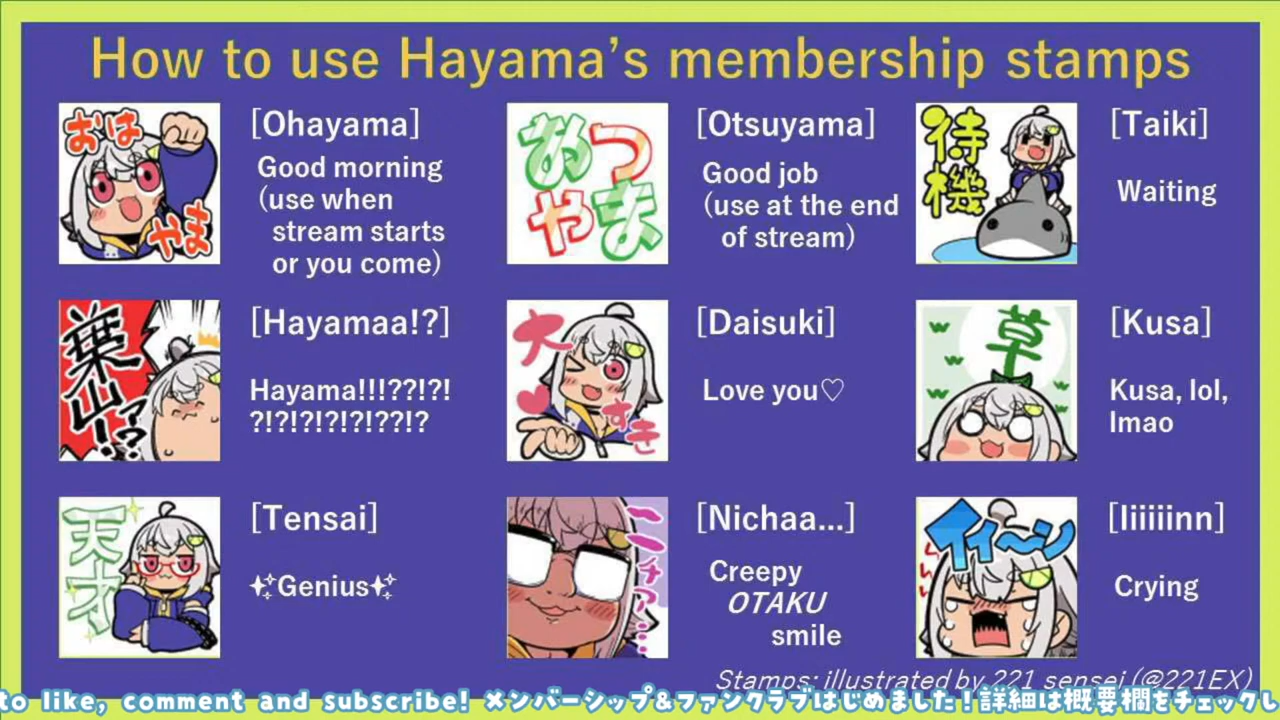 How to use Hayama's membership stamps
おは
やま
[Ohayama]
Good morning
(use when
stream starts
or you come)
おつ
やま
[Otsuyama]
Good job
(use at the end
of stream)
待機
[Taiki]
Waiting
葉山ァ!?
[Hayamaa!?]
Hayama!!!??!?!
?!?!?!?!?!??!?
大すき
[Daisuki]
Love you♡
草
[Kusa]
Kusa, lol,
lmao
天才
[Tensai]
✨Genius✨
ニチァ…
[Nichaa...]
Creepy
OTAKU
smile
イイ〜ン
[Iiiiiinn]
Crying
Stamps: illustrated by 221 sensei (@221EX)
to like, comment and subscribe! メンバーシップ&ファンクラブはじめました!詳細は概要欄をチェックし